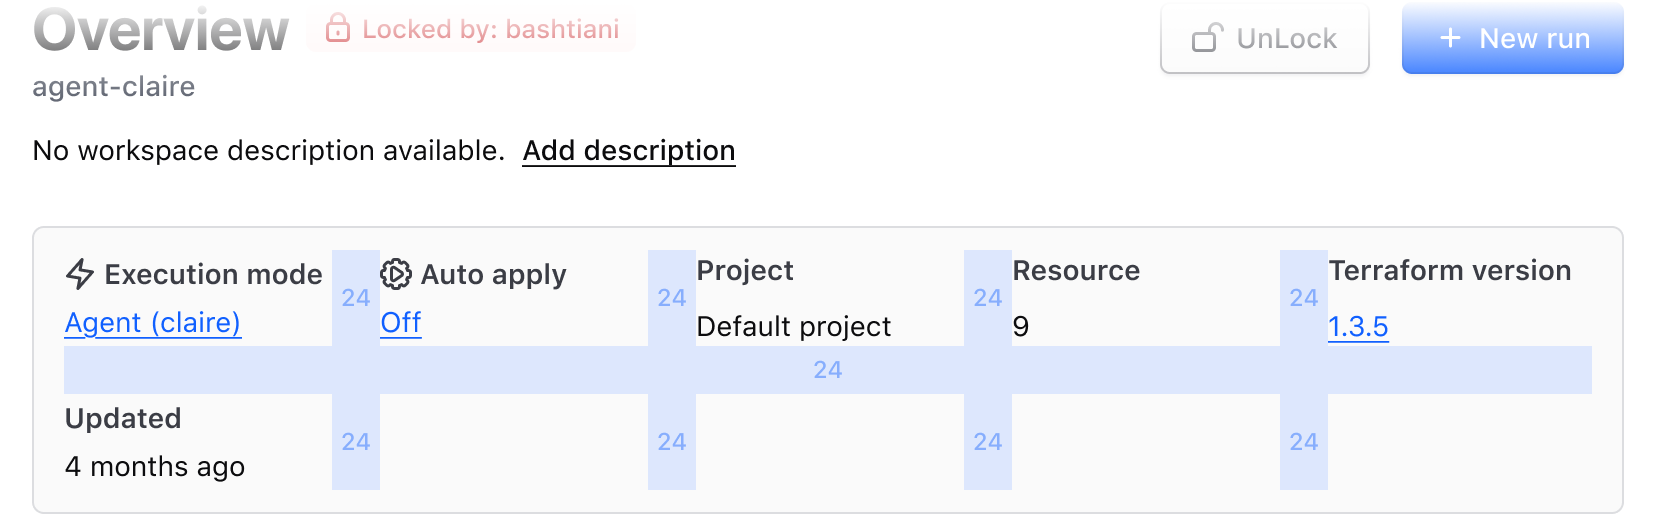 Overview Locked by: bashtiani UnLock + New run
agent-claire
No workspace description available. Add description
Execution mode Auto apply Project Resource Terraform version
24 24 24 24
Agent (claire) Off Default project 9 1.3.5
24
Updated
24 24 24 24
4 months ago